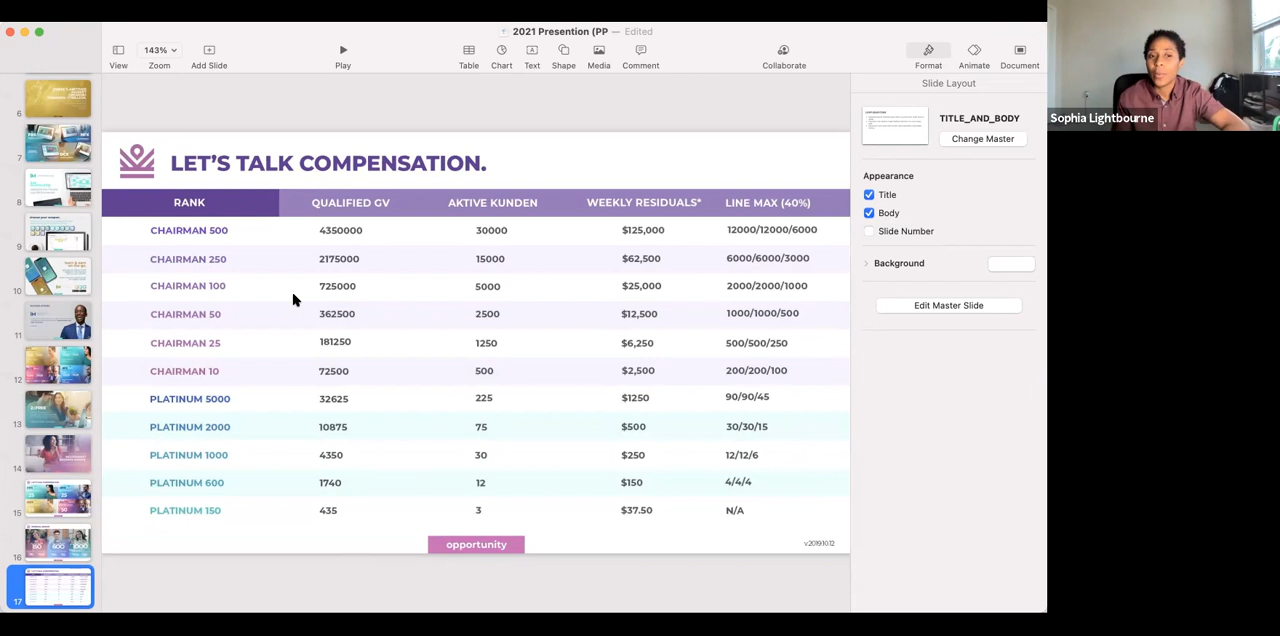 2021 Presention (PP — Edited
143%
View
Zoom
Add Slide
Play
Table
Chart
Text
Shape
Media
Comment
Collaborate
Format
Animate
Document
6
7
8
9
10
11
12
13
14
15
16
17
LET'S TALK COMPENSATION.
RANK QUALIFIED GV AKTIVE KUNDEN WEEKLY RESIDUALS* LINE MAX (40%)
CHAIRMAN 500 4350000 30000 $125,000 12000/12000/6000
CHAIRMAN 250 2175000 15000 $62,500 6000/6000/3000
CHAIRMAN 100 725000 5000 $25,000 2000/2000/1000
CHAIRMAN 50 362500 2500 $12,500 1000/1000/500
CHAIRMAN 25 181250 1250 $6,250 500/500/250
CHAIRMAN 10 72500 500 $2,500 200/200/100
PLATINUM 5000 32625 225 $1250 90/90/45
PLATINUM 2000 10875 75 $500 30/30/15
PLATINUM 1000 4350 30 $250 12/12/6
PLATINUM 600 1740 12 $150 4/4/4
PLATINUM 150 435 3 $37.50 N/A
opportunity
v20191012
Slide Layout
TITLE_AND_BODY
Change Master
Appearance
Title
Body
Slide Number
Background
Edit Master Slide
Sophia Lightbourne